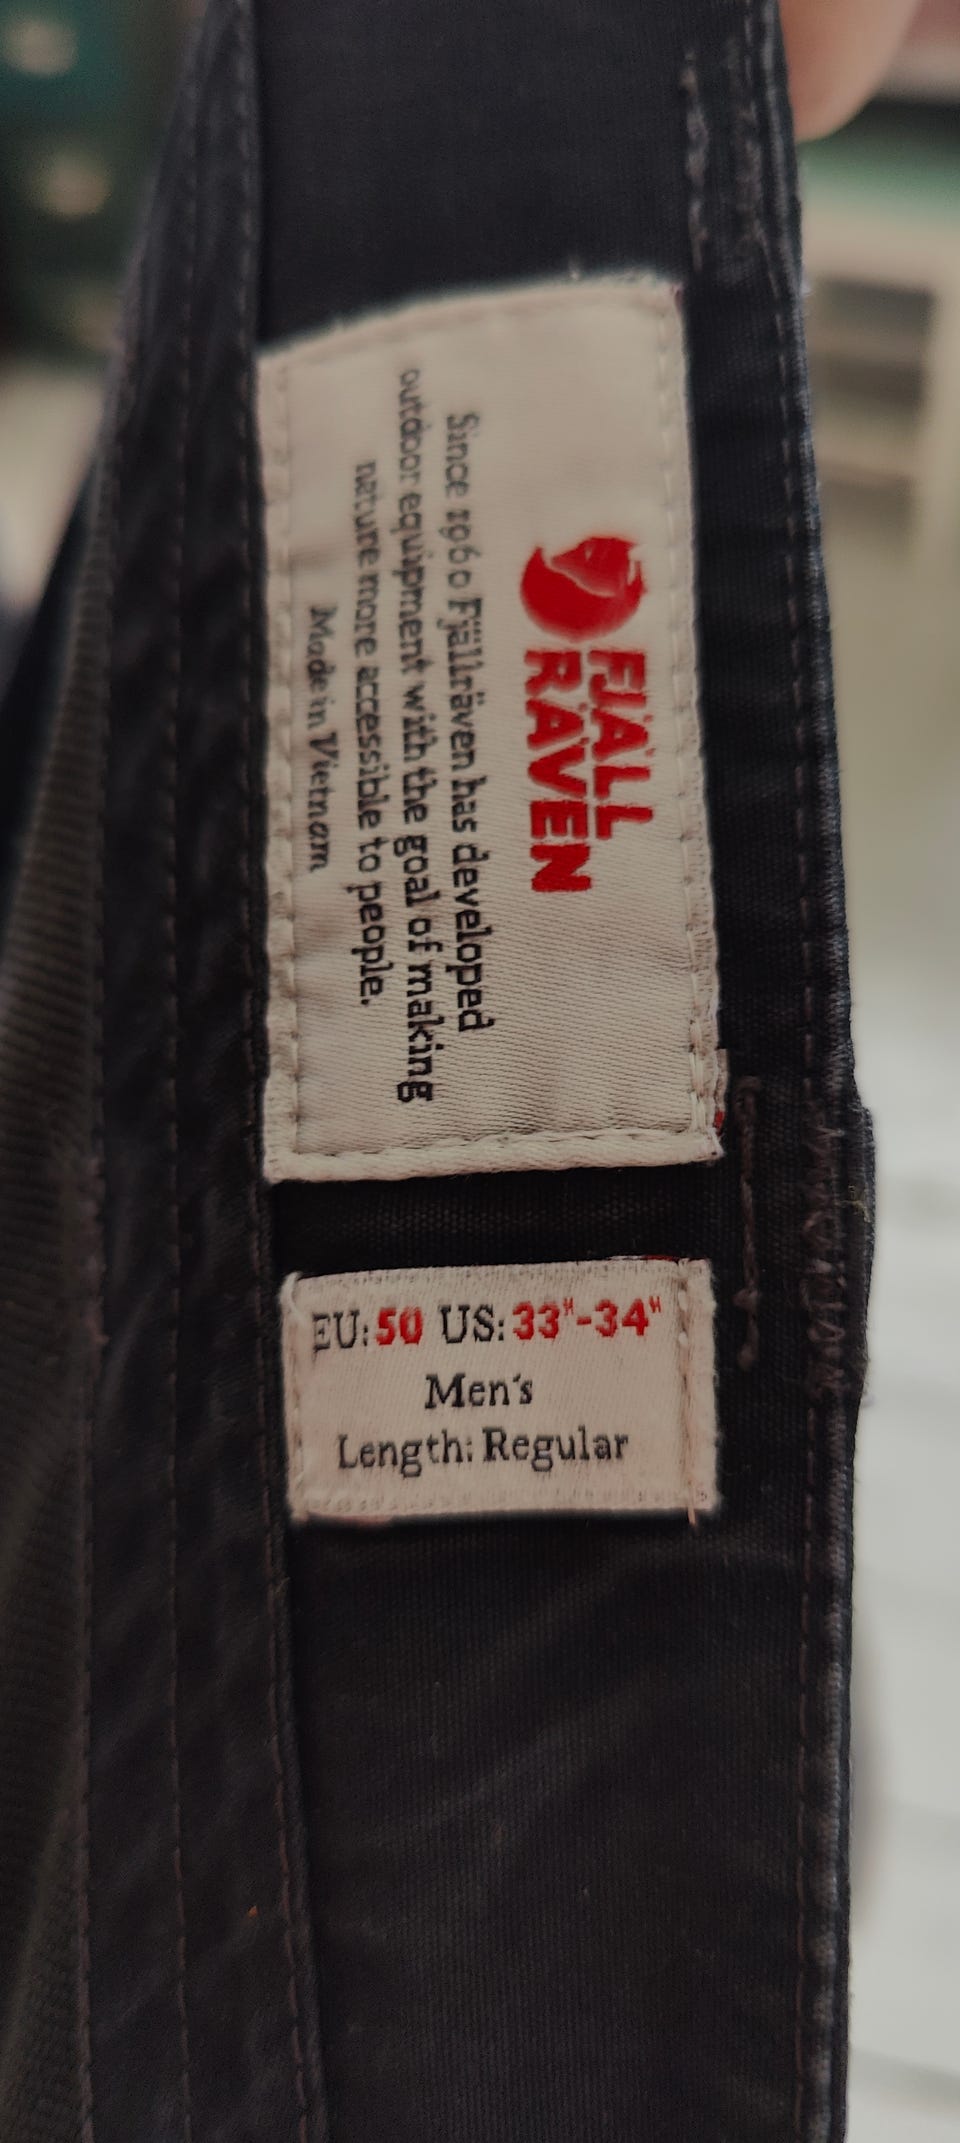 FJÄLL
RÄVEN
Since 1960 Fjällräven has developed
outdoor equipment with the goal of making
nature more accessible to people.
Made in Vietnam
EU: 50 US: 33"-34"
Men's
Length: Regular